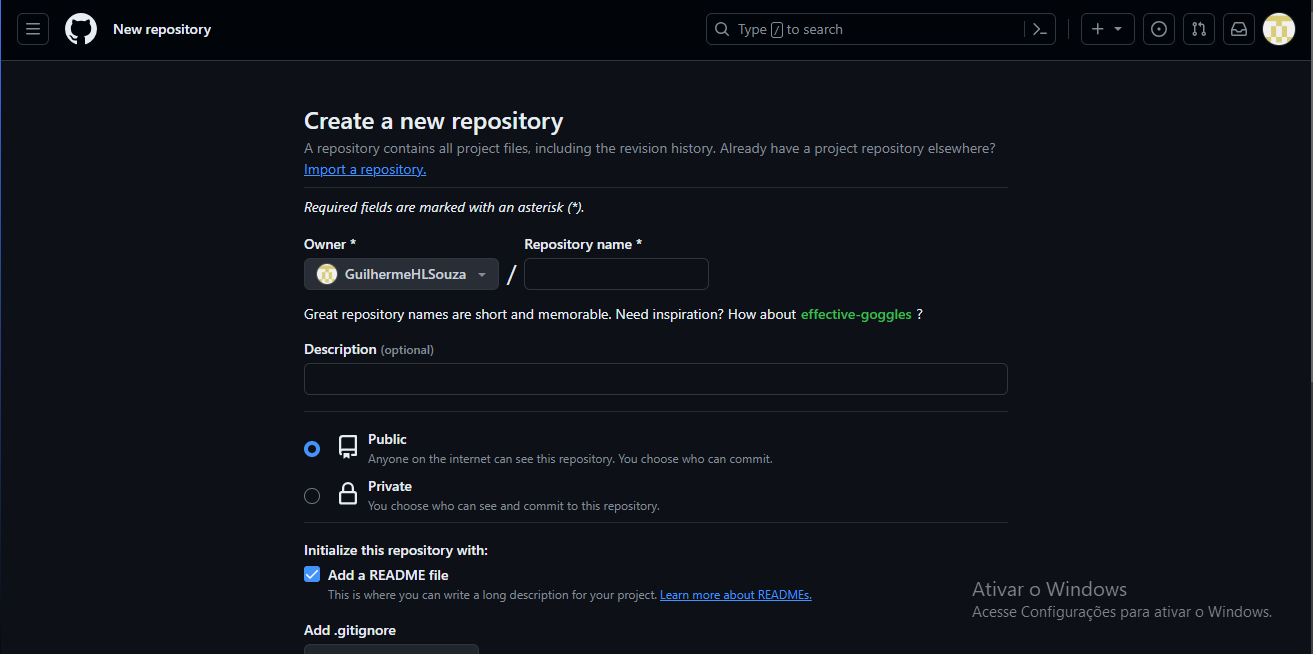 New repository
Type / to search
Create a new repository
A repository contains all project files, including the revision history. Already have a project repository elsewhere?
Import a repository.
Required fields are marked with an asterisk (*).
Owner * Repository name *
GuilhermeHLSouza /
Great repository names are short and memorable. Need inspiration? How about effective-goggles ?
Description (optional)
Public
Anyone on the internet can see this repository. You choose who can commit.
Private
You choose who can see and commit to this repository.
Initialize this repository with:
Add a README file
This is where you can write a long description for your project. Learn more about READMEs.
Add .gitignore
Ativar o Windows
Acesse Configurações para ativar o Windows.